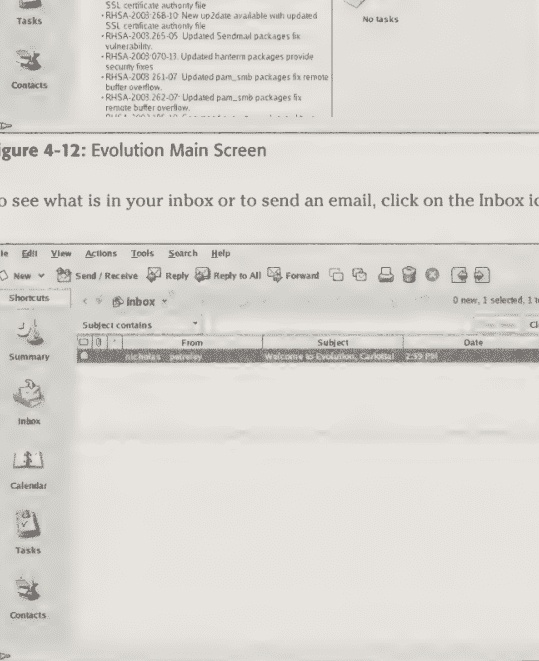 SSL certificate authority file
Tasks
• RHSA-2003:268-10 New up2date available with updated
SSL certificate authority file
No tasks
• RHSA-2003:265-05 Updated Sendmail packages fix
vulnerability.
• RHSA-2003:070-13. Updated hanterm packages provide
security fixes
• RHSA-2003 261-07 Updated pam_smb packages fix remote
buffer overflow.
Contacts
• RHSA-2003.262-07 Updated pam_smb packages fix
remote buffer overflow.
igure 4-12: Evolution Main Screen
o see what is in your inbox or to send an email, click on the Inbox ic
le Edit View Actions Tools Search Help
New Send / Receive Reply Reply to All Forward
Shortcuts Inbox 0 new, 1 selected, 1 to
Subject contains Cl
From Subject Date
nicholas petreley Welcome to Evolution, Carlotta! 2:59 PM
Summary
Inbox
Calendar
Tasks
Contacts